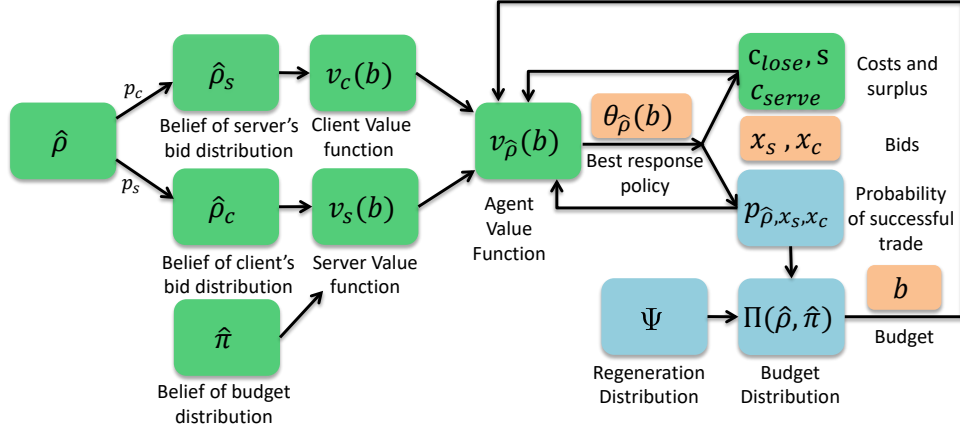 ρ̂
p_c
p_s
ρ̂_s
Belief of server's
bid distribution
v_c(b)
Client Value
function
ρ̂_c
Belief of client's
bid distribution
v_s(b)
Server Value
function
π̂
Belief of budget
distribution
v_ρ̂(b)
Agent
Value
Function
θ_ρ̂(b)
Best response
policy
c_lose, s
c_serve
Costs and
surplus
x_s , x_c
Bids
p_ρ̂,x_s,x_c
Probability
of successful
trade
Ψ
Regeneration
Distribution
Π(ρ̂, π̂)
Budget
Distribution
b
Budget